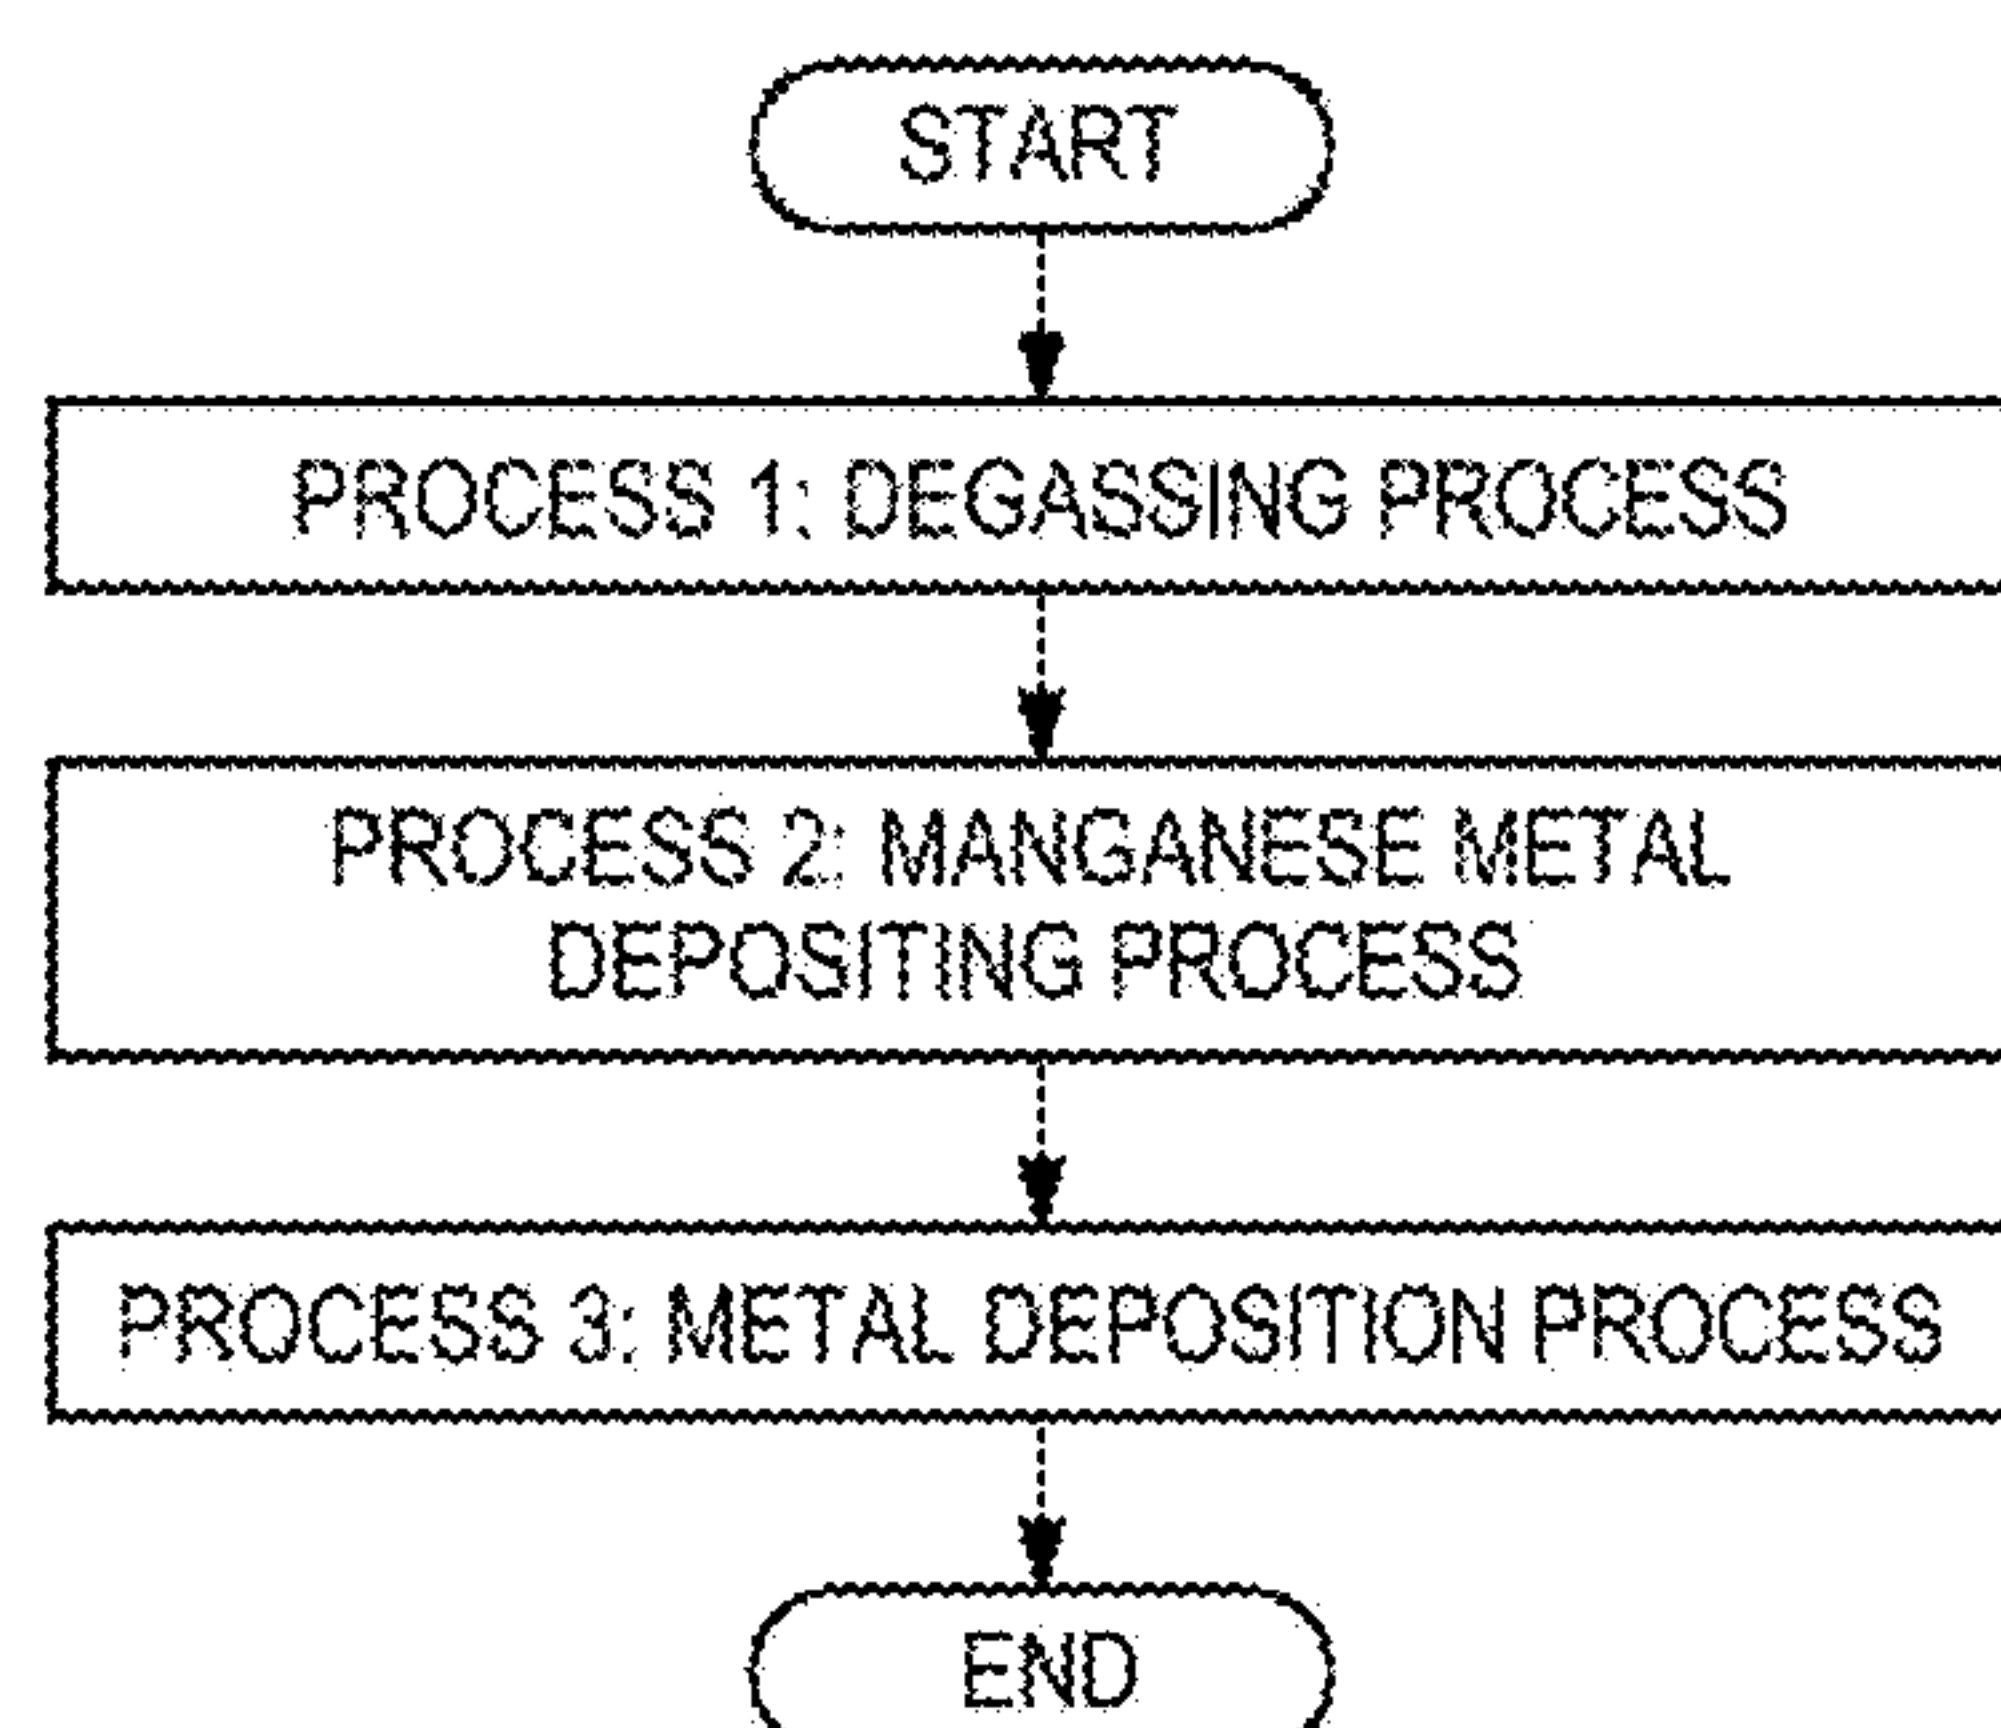 START
PROCESS 1: DEGASSING PROCESS
PROCESS 2: MANGANESE METAL
DEPOSITING PROCESS
PROCESS 3: METAL DEPOSITION PROCESS
END